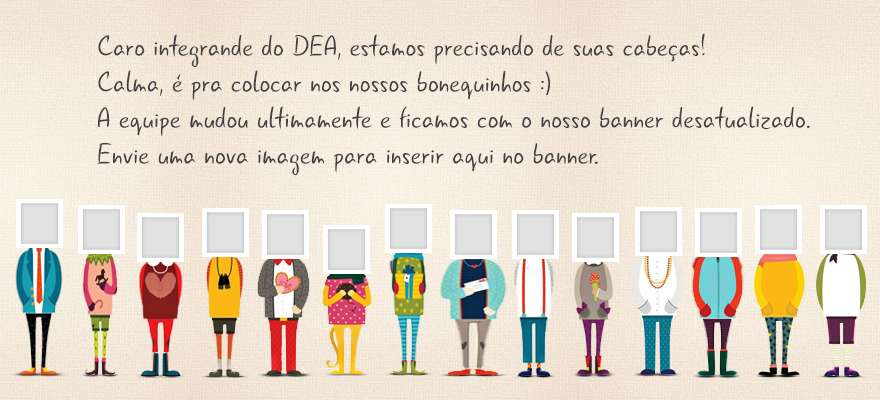 Caro integrande do DEA, estamos precisando de suas cabeças!
Calma, é pra colocar nos nossos bonequinhos :)
A equipe mudou ultimamente e ficamos com o nosso banner desatualizado.
Envie uma nova imagem para inserir aqui no banner.